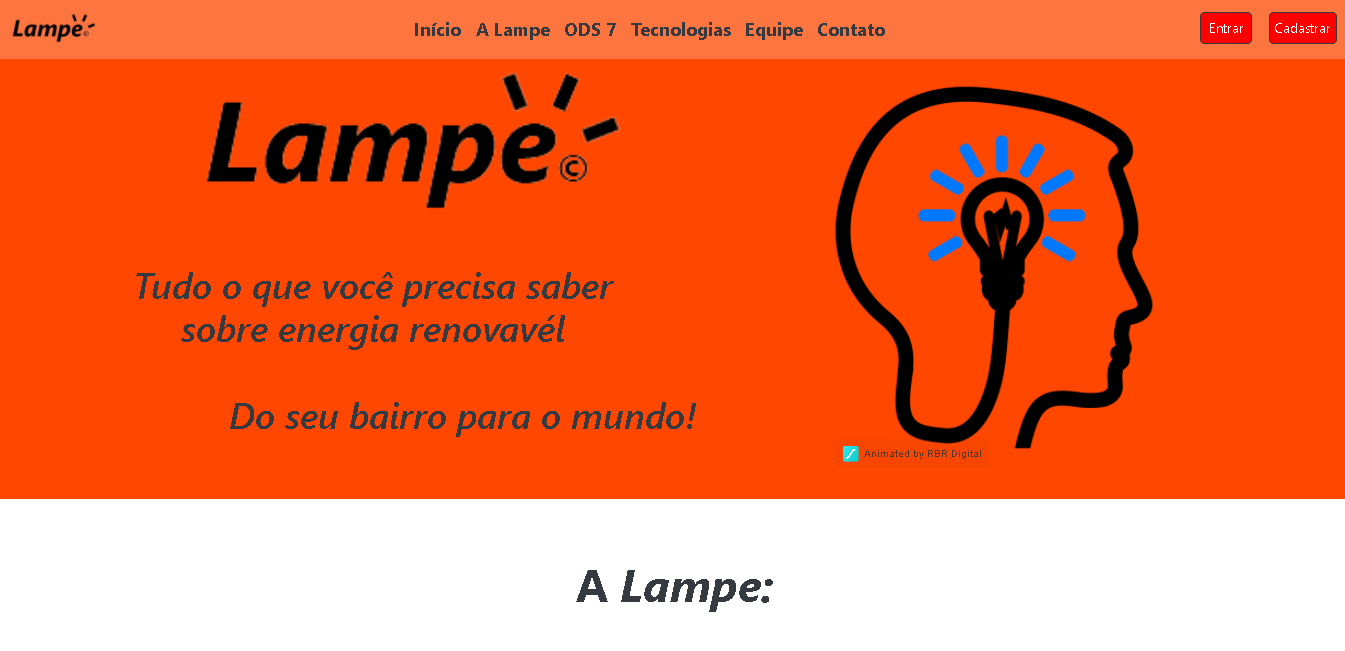 Lampe©
Início A Lampe ODS 7 Tecnologias Equipe Contato
Entrar Cadastrar
Lampe©
Tudo o que você precisa saber
sobre energia renovavél
Do seu bairro para o mundo!
Animated by RBR Digital
A Lampe: